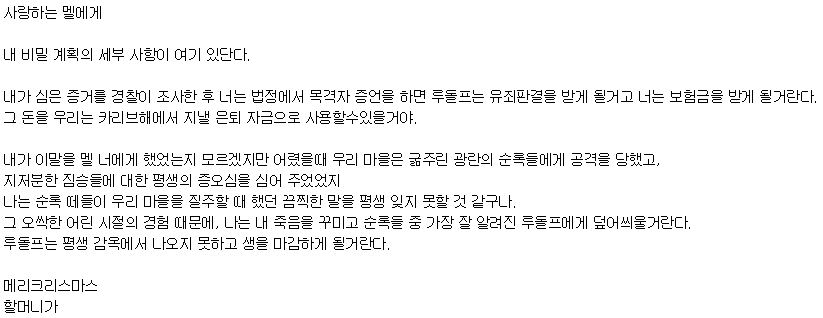 사랑하는 멜에게
내 비밀 계획의 세부 사항이 여기 있단다.
내가 심은 증거를 경찰이 조사한 후 너는 법정에서 목격자 증언을 하면 루돌프는 유죄판결을 받게 될거고 너는 보험금을 받게 될거란다.
그 돈을 우리는 카리브해에서 지낼 은퇴 자금으로 사용할수있을거야.
내가 이말을 멜 너에게 했었는지 모르겠지만 어렸을때 우리 마을은 굶주린 광란의 순록들에게 공격을 당했고,
지저분한 짐승들에 대한 평생의 증오심을 심어 주었었지
나는 순록 떼들이 우리 마을을 질주할 때 했던 끔찍한 말을 평생 잊지 못할 것 같구나.
그 오싹한 어린 시절의 경험 때문에, 나는 내 죽음을 꾸미고 순록들 중 가장 잘 알려진 루돌프에게 덮어씌울거란다.
루돌프는 평생 감옥에서 나오지 못하고 생을 마감하게 될거란다.
메리크리스마스
할머니가